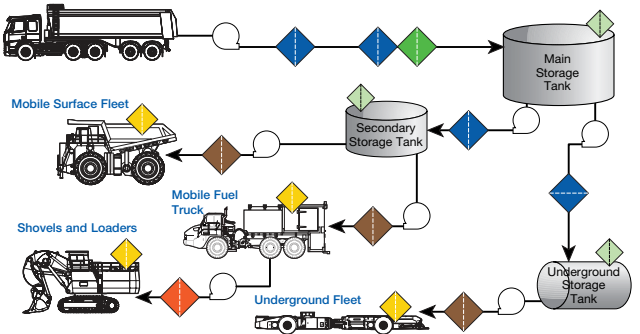 Main
Storage
Tank
Mobile Surface Fleet
Secondary
Storage Tank
Mobile Fuel
Truck
Shovels and Loaders
Underground Fleet
Underground
Storage
Tank